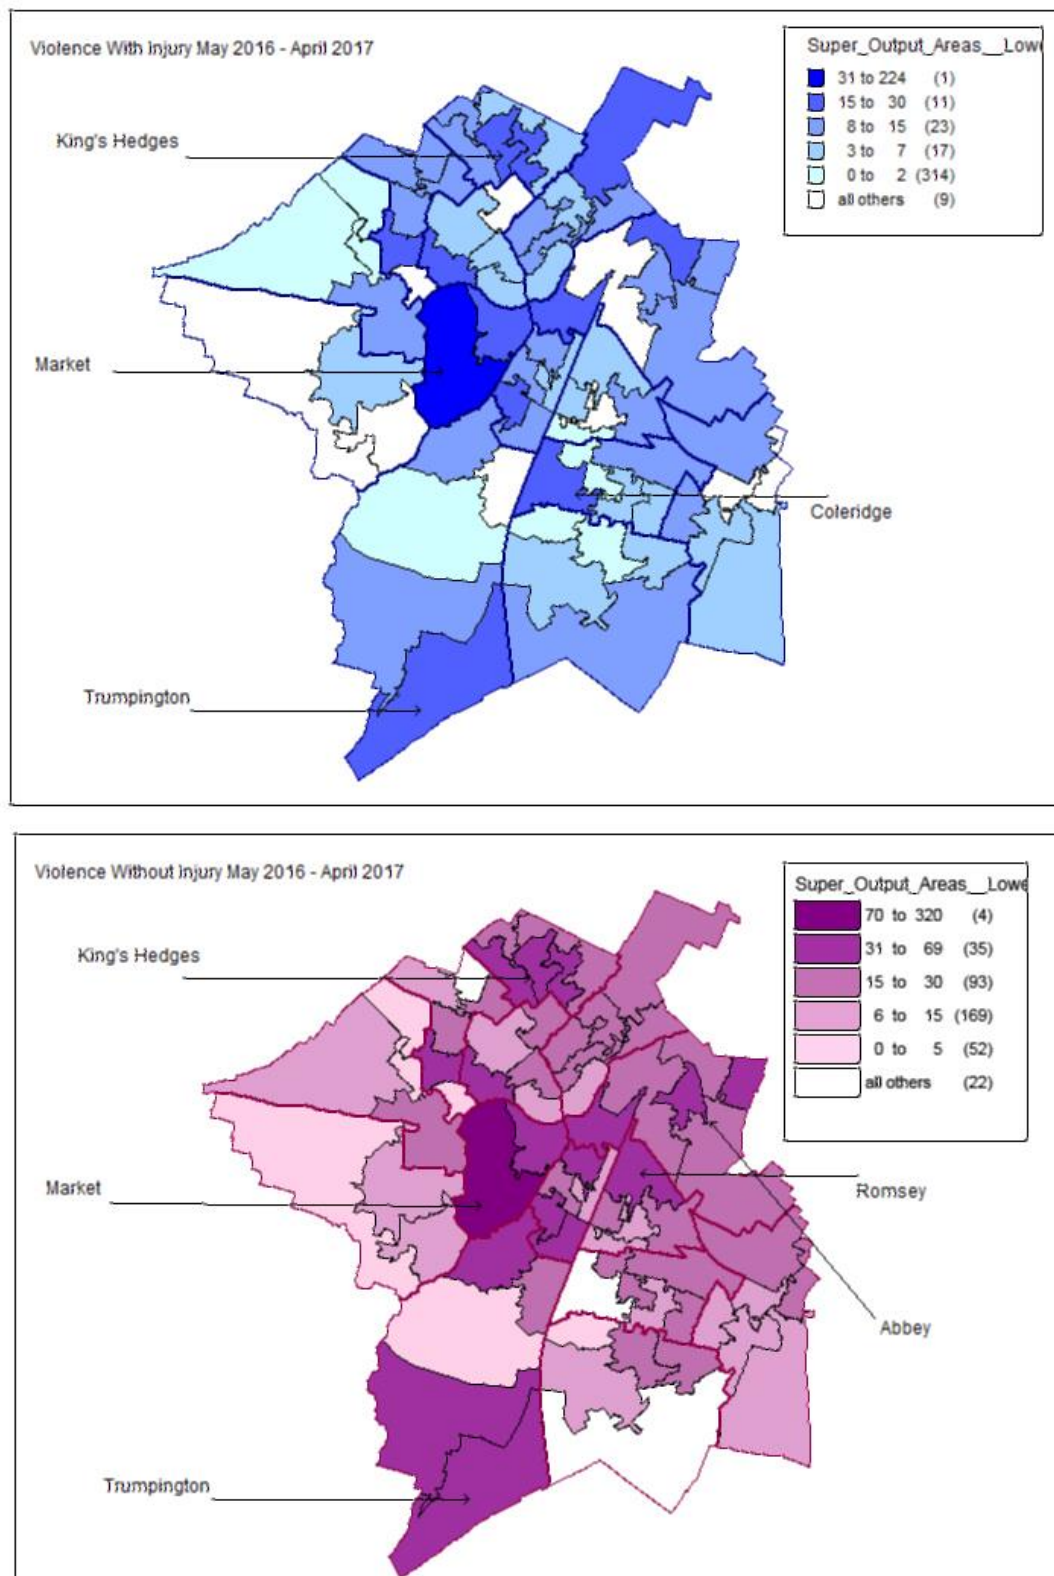 Violence With Injury May 2016 - April 2017
Super_Output_Areas__Lowe
31 to 224 (1)
15 to 30 (11)
8 to 15 (23)
3 to 7 (17)
0 to 2 (314)
all others (9)
King's Hedges
Market
Coleridge
Trumpington
Violence Without Injury May 2016 - April 2017
Super_Output_Areas__Lowe
70 to 320 (4)
31 to 69 (35)
15 to 30 (93)
6 to 15 (169)
0 to 5 (52)
all others (22)
King's Hedges
Market
Romsey
Abbey
Trumpington